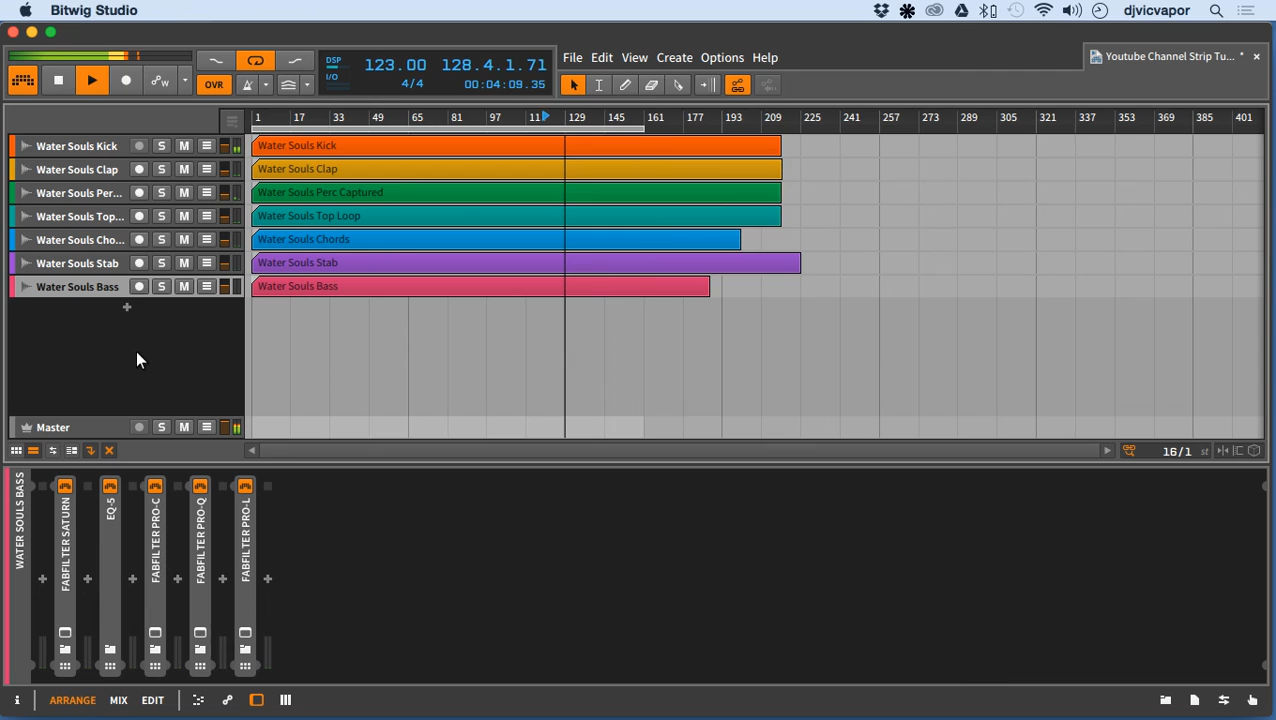 Bitwig Studio
djvicvapor
DSP
I/O
123.00
128.4.1.71
4/4
00:04:09.35
OVR
File Edit View Create Options Help
Youtube Channel Strip Tu... *
1 17 33 49 65 81 97 11 129 145 161 177 193 209 225 241 257 273 289 305 321 337 353 369 385 401
Water Souls Kick S M
Water Souls Kick
Water Souls Clap S M
Water Souls Clap
Water Souls Per... S M
Water Souls Perc Captured
Water Souls Top... S M
Water Souls Top Loop
Water Souls Cho... S M
Water Souls Chords
Water Souls Stab S M
Water Souls Stab
Water Souls Bass S M
Water Souls Bass
Master S M
16/1 st
WATER SOULS BASS
FABFILTER SATURN
EQ-5
FABFILTER PRO-C
FABFILTER PRO-Q
FABFILTER PRO-L
i ARRANGE MIX EDIT